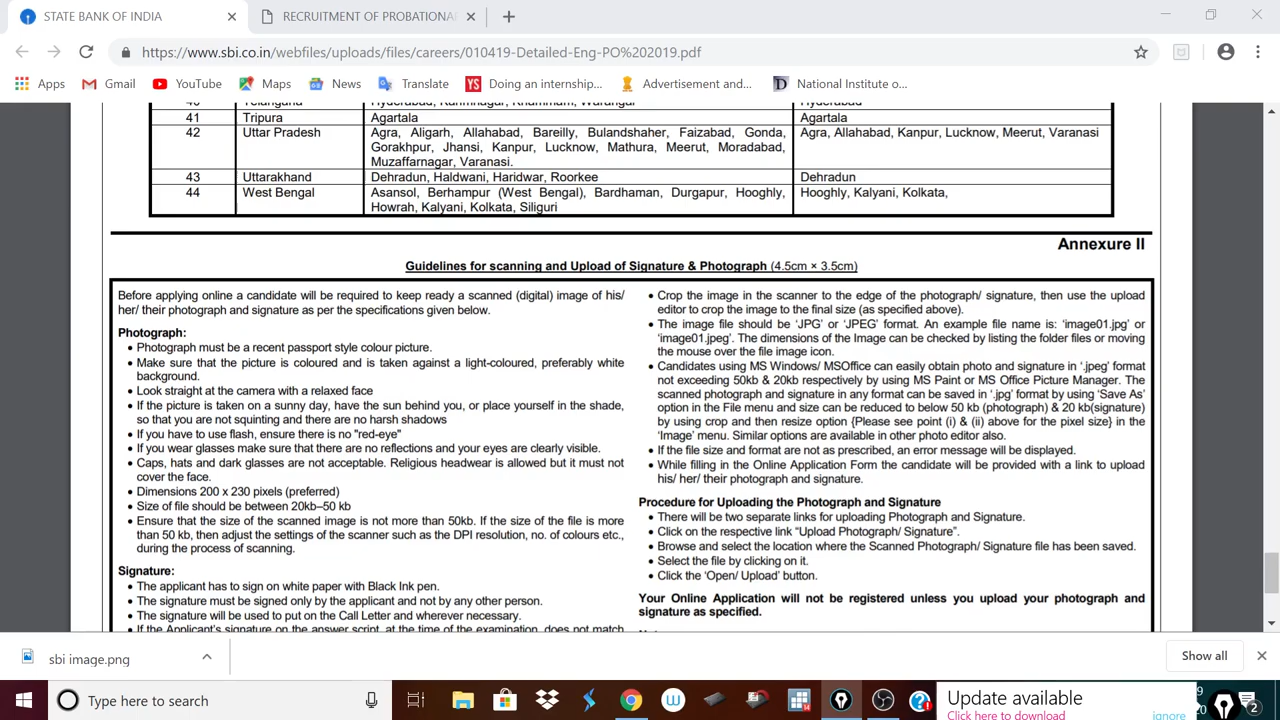 STATE BANK OF INDIA
RECRUITMENT OF PROBATIONA
https://www.sbi.co.in/webfiles/uploads/files/careers/010419-Detailed-Eng-PO%202019.pdf
Apps Gmail YouTube Maps News Translate Doing an internship... Advertisement and... National Institute o...
40 Telangana Hyderabad, Karimnagar, Khammam, Warangal Hyderabad
41 Tripura Agartala Agartala
42 Uttar Pradesh Agra, Aligarh, Allahabad, Bareilly, Bulandshaher, Faizabad, Gonda, Agra, Allahabad, Kanpur, Lucknow, Meerut, Varanasi
Gorakhpur, Jhansi, Kanpur, Lucknow, Mathura, Meerut, Moradabad,
Muzaffarnagar, Varanasi.
43 Uttarakhand Dehradun, Haldwani, Haridwar, Roorkee Dehradun
44 West Bengal Asansol, Berhampur (West Bengal), Bardhaman, Durgapur, Hooghly, Hooghly, Kalyani, Kolkata,
Howrah, Kalyani, Kolkata, Siliguri
Annexure II
Guidelines for scanning and Upload of Signature & Photograph (4.5cm × 3.5cm)
Before applying online a candidate will be required to keep ready a scanned (digital) image of his/
her/ their photograph and signature as per the specifications given below.
Photograph:
• Photograph must be a recent passport style colour picture.
• Make sure that the picture is coloured and is taken against a light-coloured, preferably white
background.
• Look straight at the camera with a relaxed face
• If the picture is taken on a sunny day, have the sun behind you, or place yourself in the shade,
so that you are not squinting and there are no harsh shadows
• If you have to use flash, ensure there is no "red-eye"
• If you wear glasses make sure that there are no reflections and your eyes are clearly visible.
• Caps, hats and dark glasses are not acceptable. Religious headwear is allowed but it must not
cover the face.
• Dimensions 200 x 230 pixels (preferred)
• Size of file should be between 20kb–50 kb
• Ensure that the size of the scanned image is not more than 50kb. If the size of the file is more
than 50 kb, then adjust the settings of the scanner such as the DPI resolution, no. of colours etc.,
during the process of scanning.
Signature:
• The applicant has to sign on white paper with Black Ink pen.
• The signature must be signed only by the applicant and not by any other person.
• The signature will be used to put on the Call Letter and wherever necessary.
• If the Applicant's signature on the answer script, at the time of the examination, does not match
• Crop the image in the scanner to the edge of the photograph/ signature, then use the upload
editor to crop the image to the final size (as specified above).
• The image file should be 'JPG' or 'JPEG' format. An example file name is: 'image01.jpg' or
'image01.jpeg'. The dimensions of the Image can be checked by listing the folder files or moving
the mouse over the file image icon.
• Candidates using MS Windows/ MSOffice can easily obtain photo and signature in '.jpeg' format
not exceeding 50kb & 20kb respectively by using MS Paint or MS Office Picture Manager. The
scanned photograph and signature in any format can be saved in '.jpg' format by using 'Save As'
option in the File menu and size can be reduced to below 50 kb (photograph) & 20 kb(signature)
by using crop and then resize option {Please see point (i) & (ii) above for the pixel size} in the
'Image' menu. Similar options are available in other photo editor also.
• If the file size and format are not as prescribed, an error message will be displayed.
• While filling in the Online Application Form the candidate will be provided with a link to upload
his/ her/ their photograph and signature.
Procedure for Uploading the Photograph and Signature
• There will be two separate links for uploading Photograph and Signature.
• Click on the respective link "Upload Photograph/ Signature".
• Browse and select the location where the Scanned Photograph/ Signature file has been saved.
• Select the file by clicking on it.
• Click the 'Open/ Upload' button.
Your Online Application will not be registered unless you upload your photograph and
signature as specified.
sbi image.png
Show all
Type here to search
Update available
Click here to download ignore
9
20
2